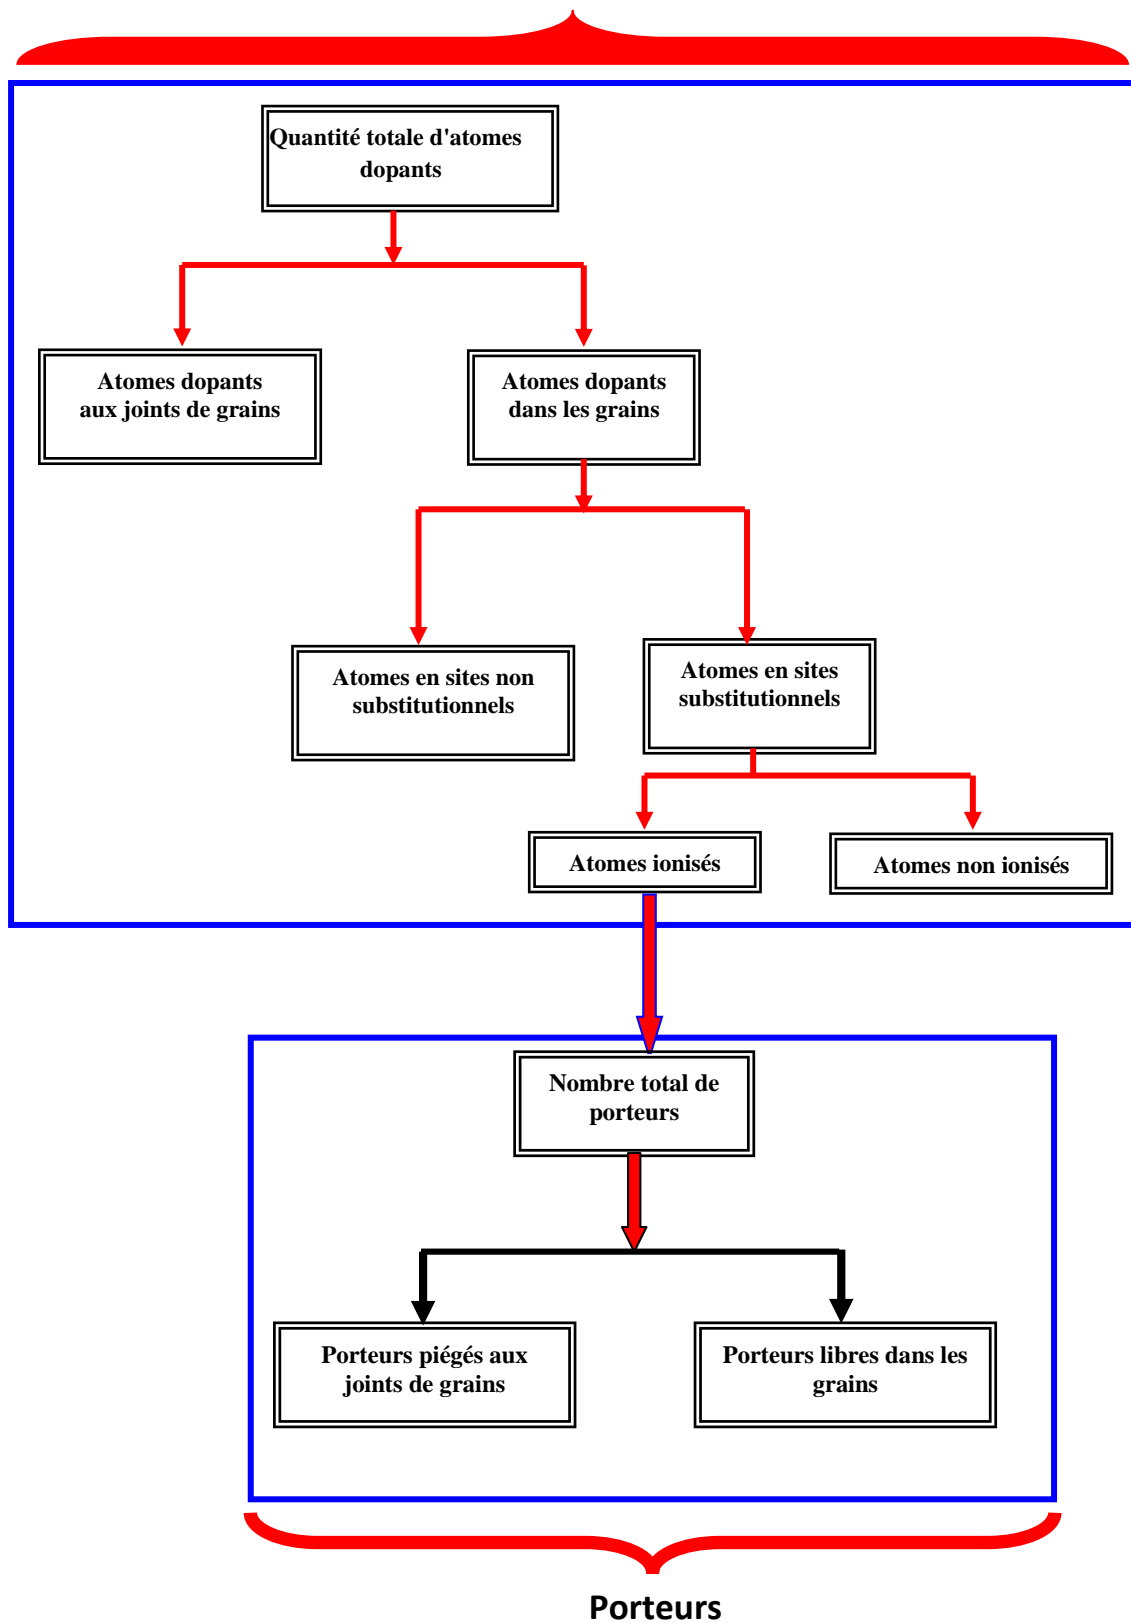 Quantité totale d'atomes
dopants
Atomes dopants
aux joints de grains
Atomes dopants
dans les grains
Atomes en sites non
substitutionnels
Atomes en sites
substitutionnels
Atomes ionisés
Atomes non ionisés
Nombre total de
porteurs
Porteurs piégés aux
joints de grains
Porteurs libres dans les
grains
Porteurs